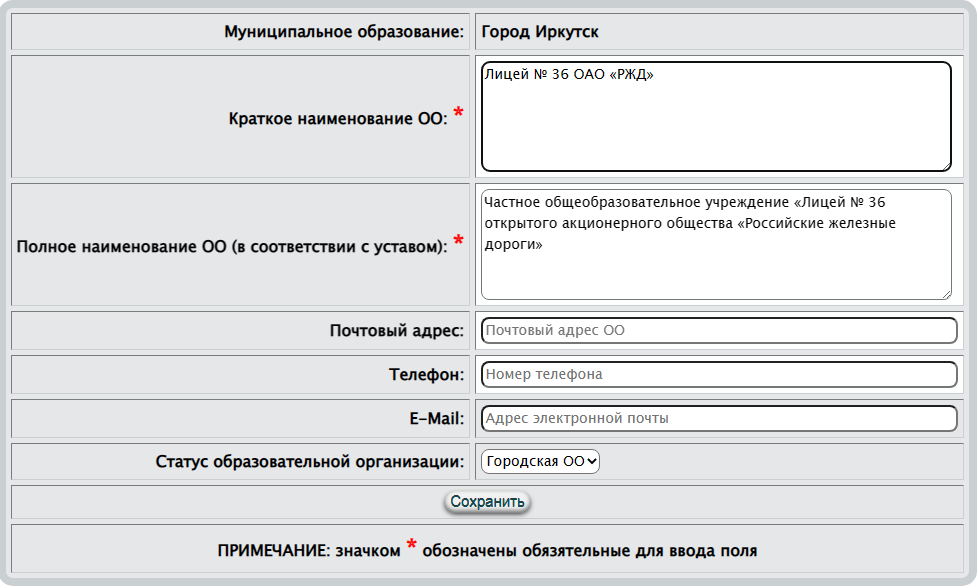 Муниципальное образование: Город Иркутск
Краткое наименование ОО: * Лицей № 36 ОАО «РЖД»
Полное наименование ОО (в соответствии с уставом): * Частное общеобразовательное учреждение «Лицей № 36
открытого акционерного общества «Российские железные
дороги»
Почтовый адрес: Почтовый адрес ОО
Телефон: Номер телефона
E-Mail: Адрес электронной почты
Статус образовательной организации: Городская ОО
Сохранить
ПРИМЕЧАНИЕ: значком * обозначены обязятельные для ввода поля